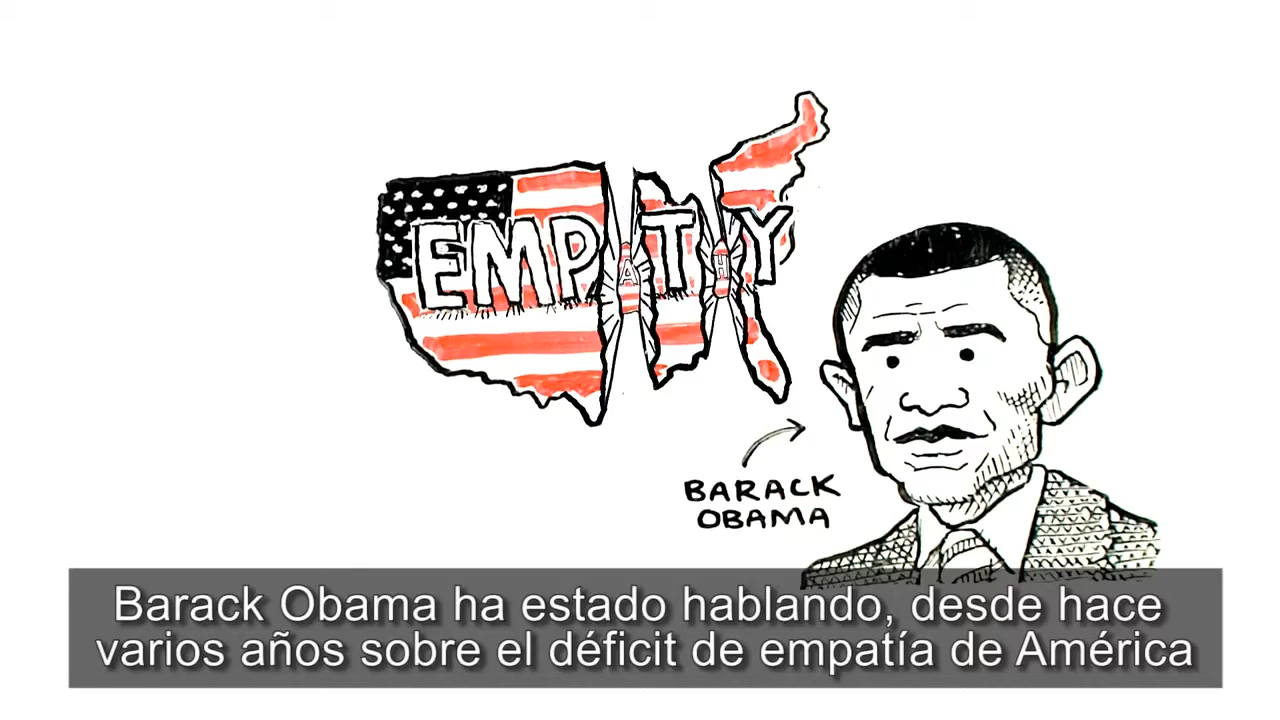 EMPATHY
BARACK
OBAMA
Barack Obama ha estado hablando, desde hace
varios años sobre el déficit de empatía de América